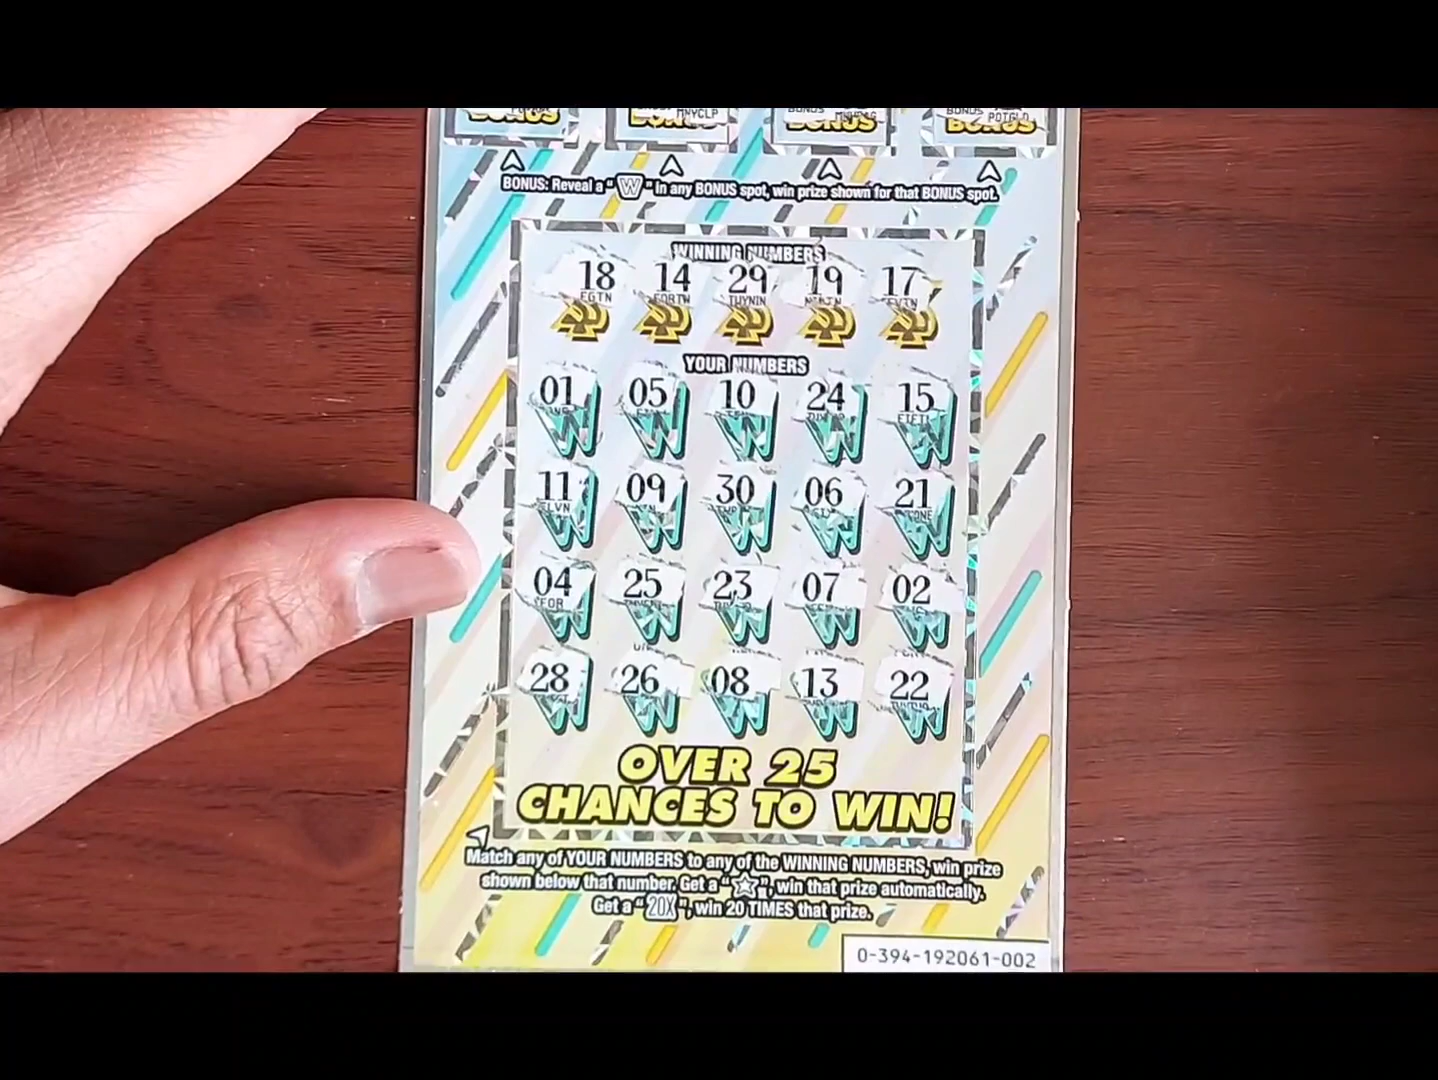 BONUS BONUS BONUS BONUS
BONUS: Reveal a "W" in any BONUS spot, win prize shown for that BONUS spot.
WINNING NUMBERS
18 14 29 19 17
EGTN FORTN TWYNIN
YOUR NUMBERS
01 05 10 24 15
11 09 30 06 21
04 25 23 07 02
FOR
28 26 08 13 22
OVER 25
CHANCES TO WIN!
Match any of YOUR NUMBERS to any of the WINNING NUMBERS, win prize
shown below that number. Get a "★", win that prize automatically.
Get a "20X", win 20 TIMES that prize.
0-394-192061-002